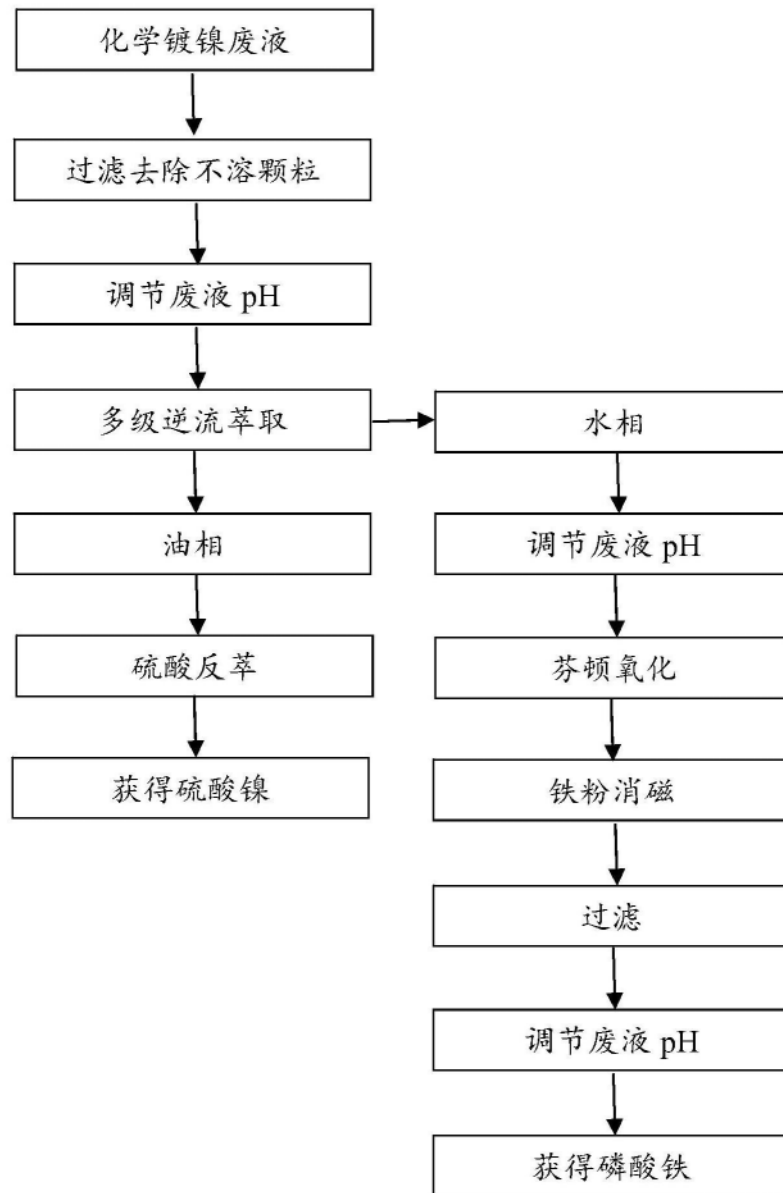 化学镀镍废液
过滤去除不溶颗粒
调节废液 pH
多级逆流萃取
水相
油相
调节废液 pH
硫酸反萃
芬顿氧化
获得硫酸镍
铁粉消磁
过滤
调节废液 pH
获得磷酸铁